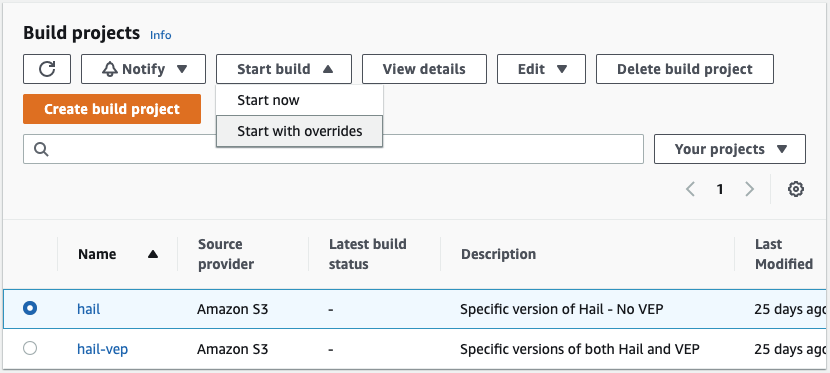 Build projects Info
Notify Start build View details Edit Delete build project
Start now
Create build project
Start with overrides
Your projects
1
Name Source provider Latest build status Description Last Modified
hail Amazon S3 - Specific version of Hail - No VEP 25 days ago
hail-vep Amazon S3 - Specific versions of both Hail and VEP 25 days ago